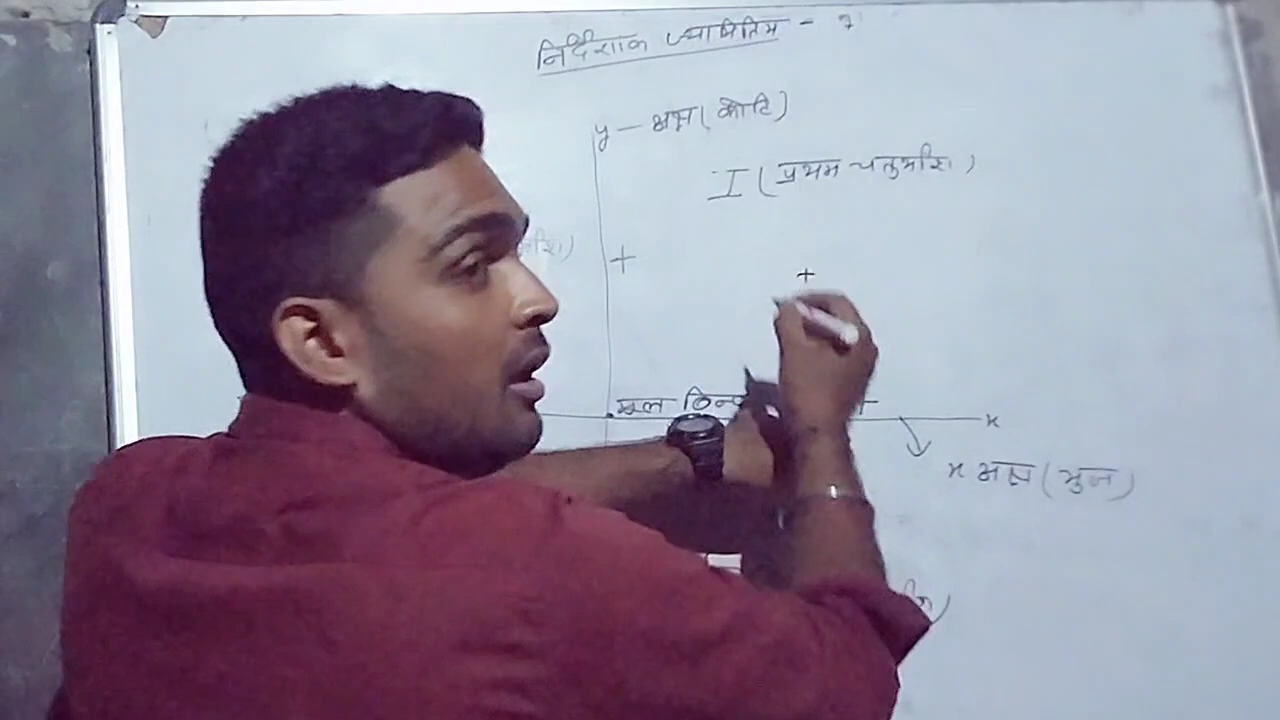 निर्देशांक ज्यामितिय - 7
y - अक्ष (कोटि)
I (प्रथम चतुर्थांश)
+
+
मूल
+
x
x अक्ष (भुज)